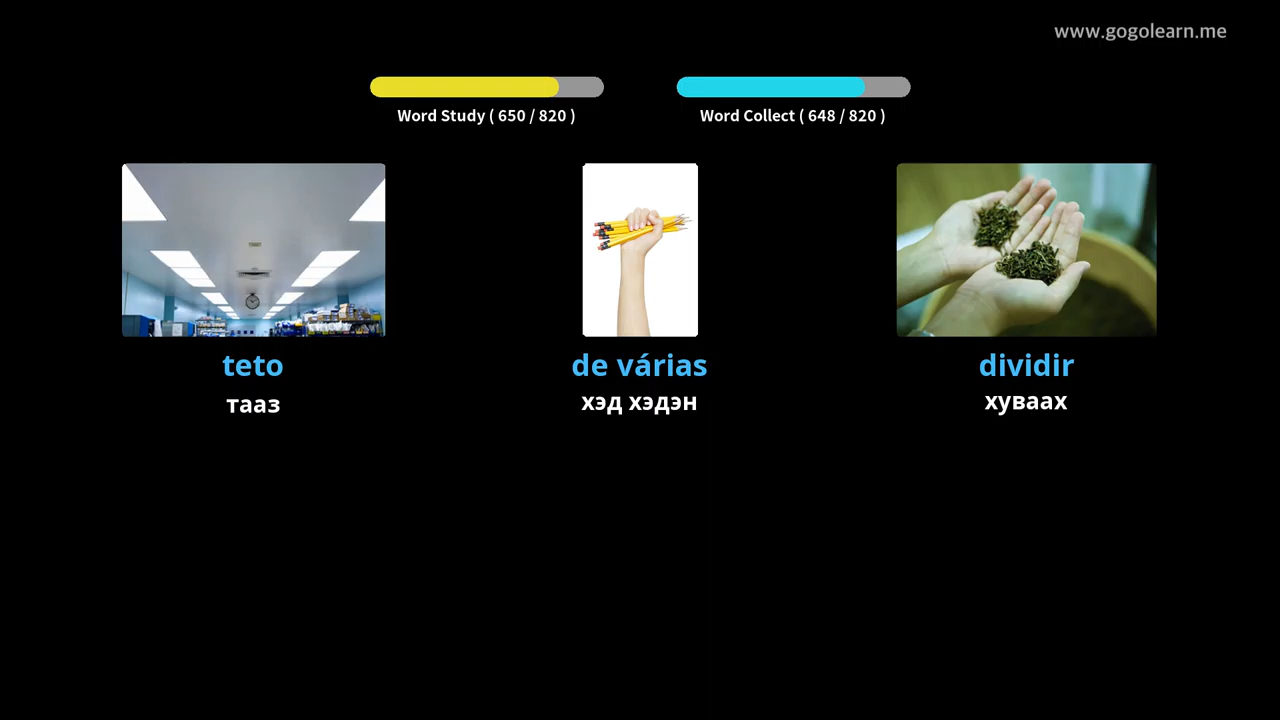 www.gogolearn.me
Word Study ( 650 / 820 )
Word Collect ( 648 / 820 )
teto
тааз
de várias
хэд хэдэн
dividir
хуваах